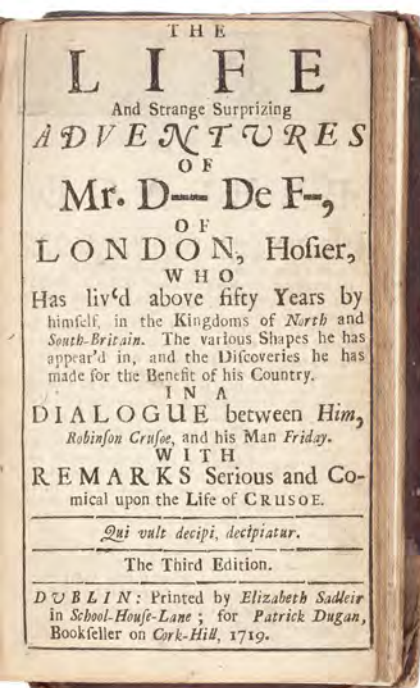 THE
LIFE
And Strange Surprizing
ADVENTURES
OF
Mr. D---- De F--,
OF
LONDON, Hosier,
WHO
Has liv'd above fifty Years by
himself, in the Kingdoms of North and
South-Britain. The various Shapes he has
appear'd in, and the Discoveries he has
made for the Benefit of his Country.
IN A
DIALOGUE between Him,
Robinson Crusoe, and his Man Friday.
WITH
REMARKS Serious and Co-
mical upon the Life of CRUSOE.
Qui vult decipi, decipiatur.
The Third Edition.
DUBLIN: Printed by Elizabeth Sadleir
in School-House-Lane; for Patrick Dugan,
Bookseller on Cork-Hill, 1719.